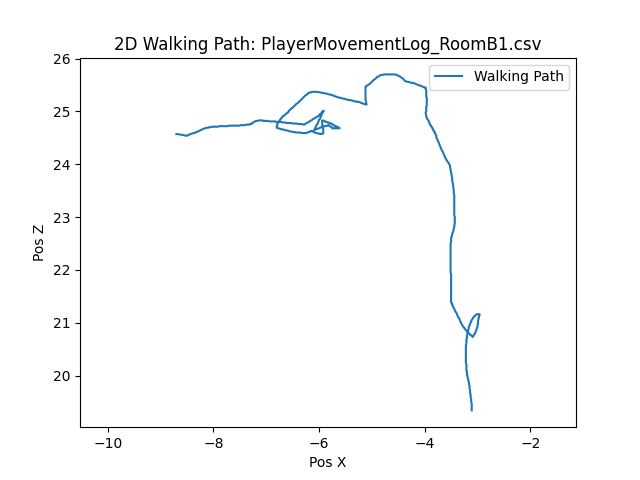 2D Walking Path: PlayerMovementLog_RoomB1.csv
Walking Path
26
25
24
23
22
21
20
Pos Z
−10 −8 −6 −4 −2
Pos X